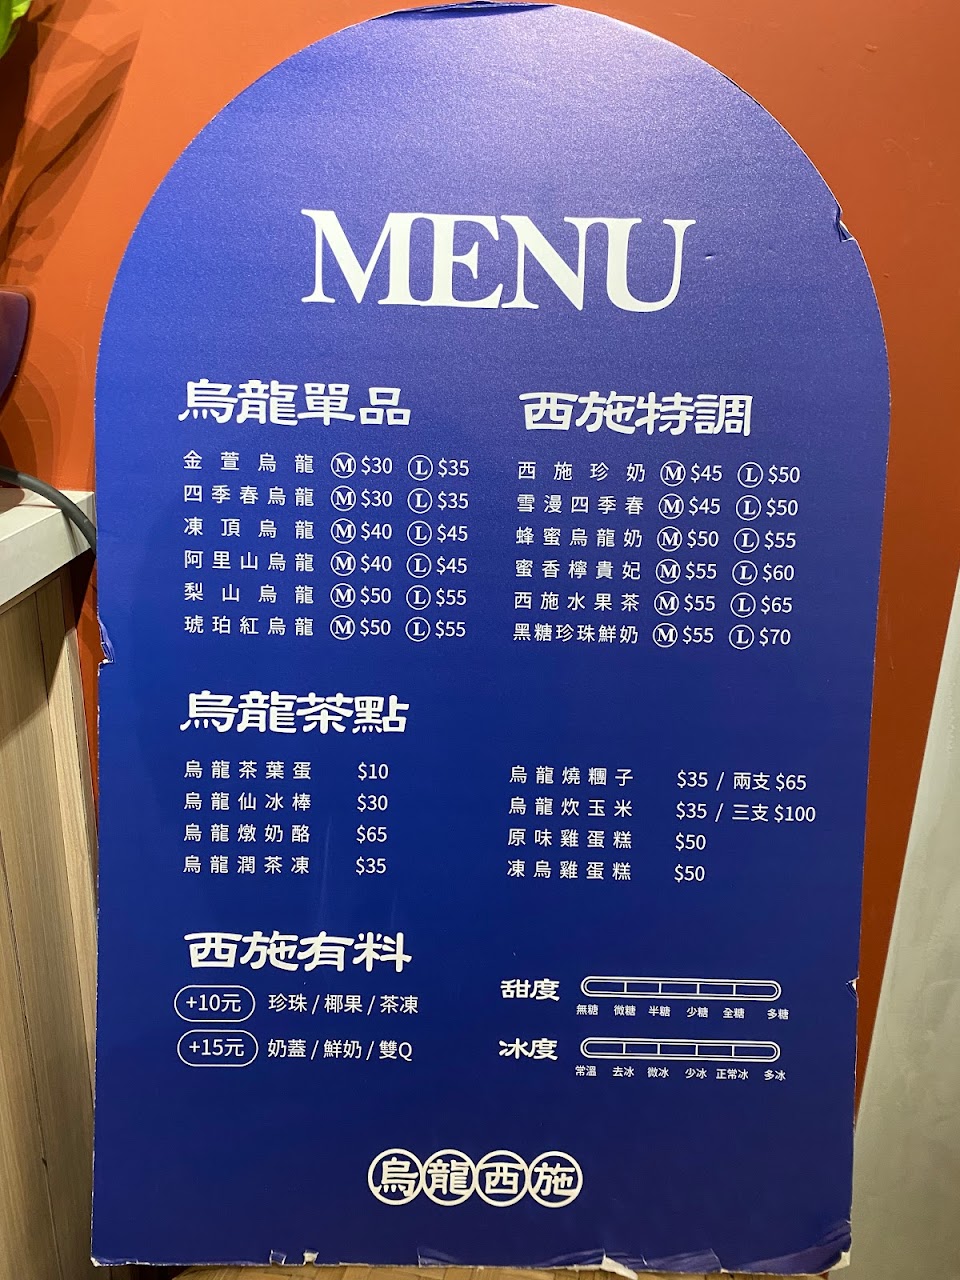 MENU
烏龍單品
金萱烏龍 M $30 L $35
四季春烏龍 M $30 L $35
凍頂烏龍 M $40 L $45
阿里山烏龍 M $40 L $45
梨山烏龍 M $50 L $55
琥珀紅烏龍 M $50 L $55
西施特調
西施珍奶 M $45 L $50
雪漫四季春 M $45 L $50
蜂蜜烏龍奶 M $50 L $55
蜜香檸貴妃 M $55 L $60
西施水果茶 M $55 L $65
黑糖珍珠鮮奶 M $55 L $70
烏龍茶點
烏龍茶葉蛋 $10
烏龍仙冰棒 $30
烏龍燉奶酪 $65
烏龍潤茶凍 $35
烏龍燒糰子 $35 / 兩支 $65
烏龍炊玉米 $35 / 三支 $100
原味雞蛋糕 $50
凍烏雞蛋糕 $50
西施有料
+10元 珍珠 / 椰果 / 茶凍
+15元 奶蓋 / 鮮奶 / 雙Q
甜度
無糖 微糖 半糖 少糖 全糖 多糖
冰度
常溫 去冰 微冰 少冰 正常冰 多冰
烏龍西施